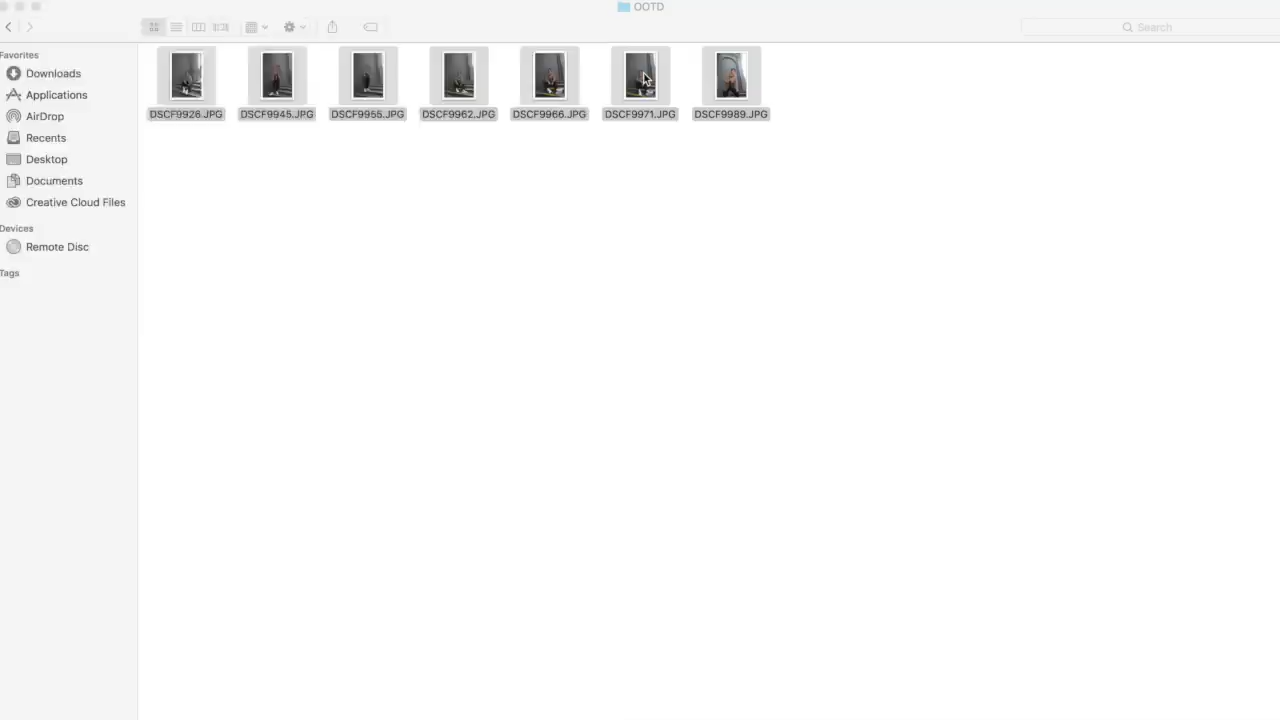 OOTD
Search
Favorites
Downloads
Applications
AirDrop
Recents
Desktop
Documents
Creative Cloud Files
Devices
Remote Disc
Tags
DSCF9926.JPG DSCF9945.JPG DSCF9955.JPG DSCF9962.JPG DSCF9966.JPG DSCF9971.JPG DSCF9989.JPG